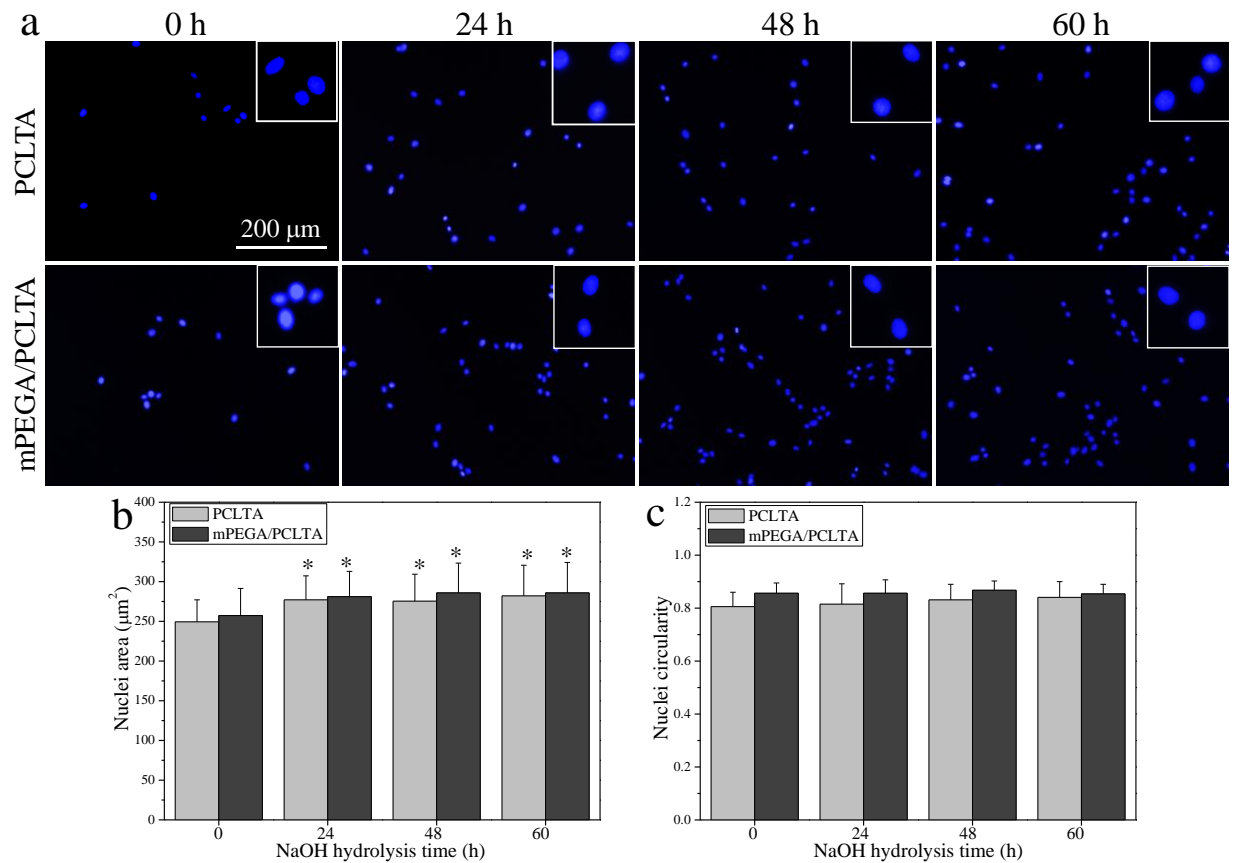 a 0 h 24 h 48 h 60 h
PCLTA
200 μm
mPEGA/PCLTA
b
PCLTA
mPEGA/PCLTA
400
350
300
250
200
150
100
50
0
Nuclei area (μm²)
* * * * * *
0 24 48 60
NaOH hydrolysis time (h)
c
PCLTA
mPEGA/PCLTA
1.2
1.0
0.8
0.6
0.4
0.2
0.0
Nuclei circularity
0 24 48 60
NaOH hydrolysis time (h)